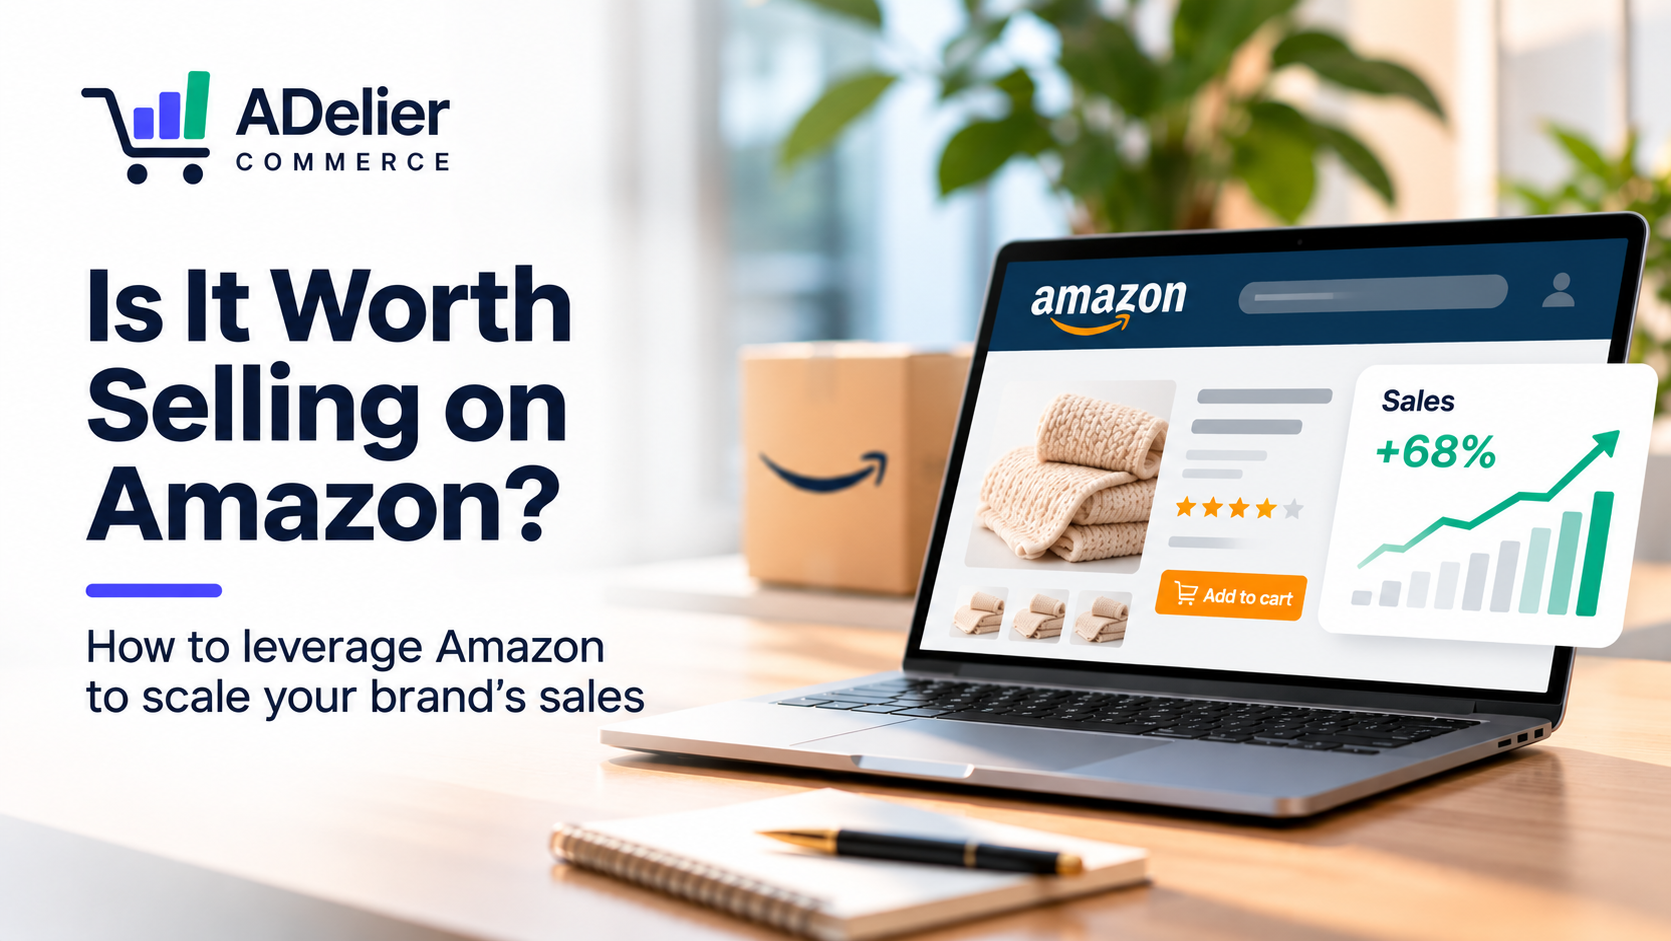 ADelier
COMMERCE
Is It Worth
Selling on
Amazon?
How to leverage Amazon
to scale your brand's sales
amazon
Add to cart
Sales
+68%